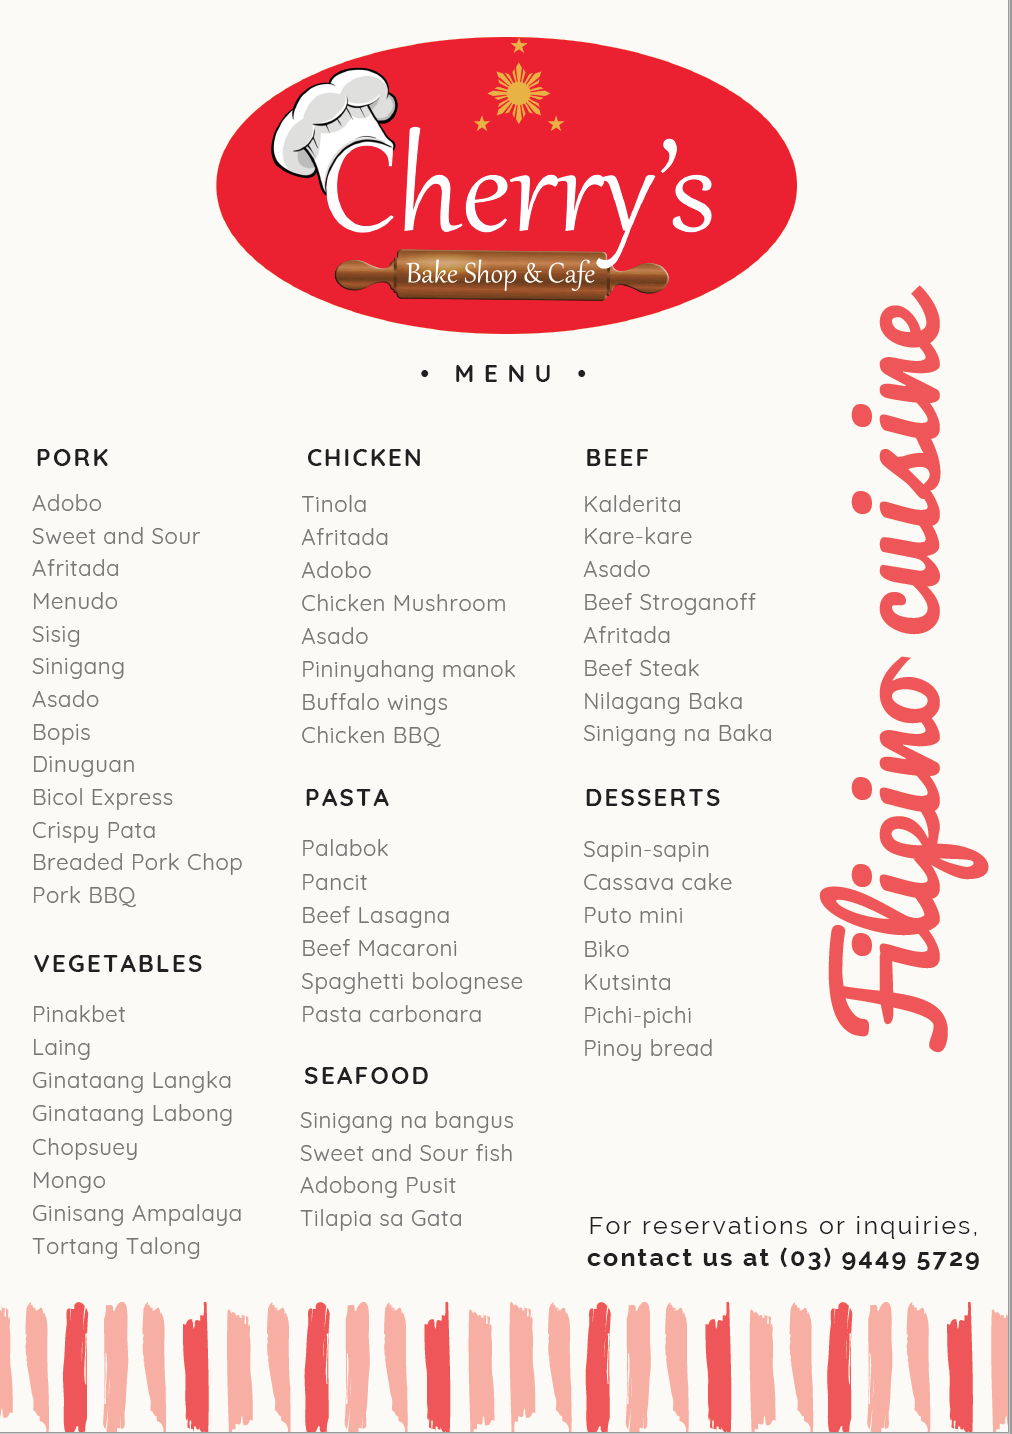 Cherry's
Bake Shop & Cafe
• MENU •
PORK
Adobo
Sweet and Sour
Afritada
Menudo
Sisig
Sinigang
Asado
Bopis
Dinuguan
Bicol Express
Crispy Pata
Breaded Pork Chop
Pork BBQ
VEGETABLES
Pinakbet
Laing
Ginataang Langka
Ginataang Labong
Chopsuey
Mongo
Ginisang Ampalaya
Tortang Talong
CHICKEN
Tinola
Afritada
Adobo
Chicken Mushroom
Asado
Pininyahang manok
Buffalo wings
Chicken BBQ
PASTA
Palabok
Pancit
Beef Lasagna
Beef Macaroni
Spaghetti bolognese
Pasta carbonara
SEAFOOD
Sinigang na bangus
Sweet and Sour fish
Adobong Pusit
Tilapia sa Gata
BEEF
Kalderita
Kare-kare
Asado
Beef Stroganoff
Afritada
Beef Steak
Nilagang Baka
Sinigang na Baka
DESSERTS
Sapin-sapin
Cassava cake
Puto mini
Biko
Kutsinta
Pichi-pichi
Pinoy bread
Filipino cuisine
For reservations or inquiries,
contact us at (03) 9449 5729